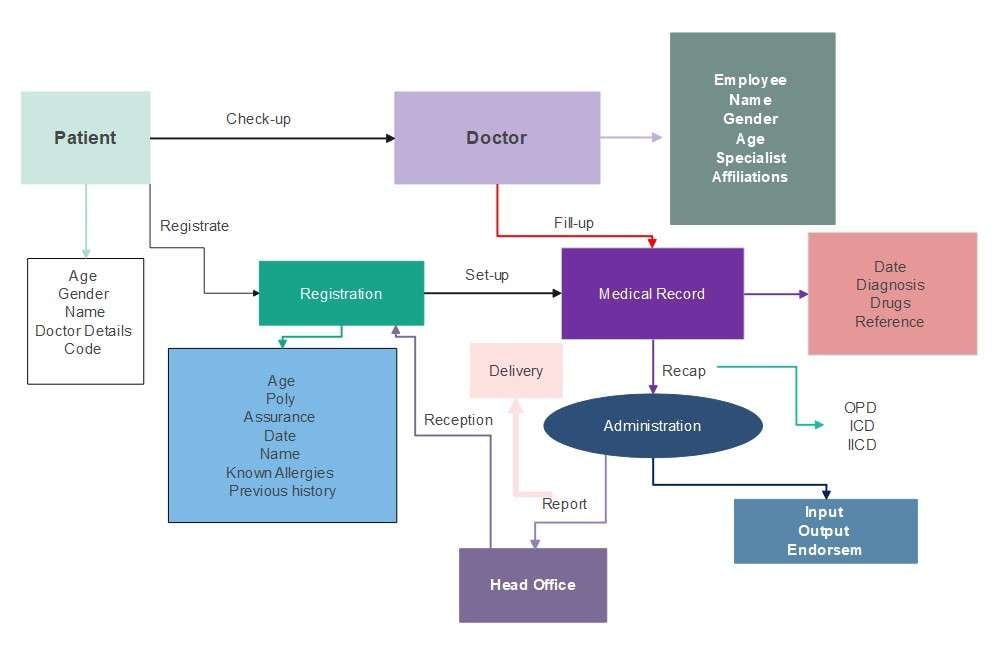 Employee
Name
Gender
Age
Specialist
Affiliations
Check-up
Patient
Doctor
Registrate
Fill-up
Age
Gender
Name
Doctor Details
Code
Registration
Set-up
Medical Record
Date
Diagnosis
Drugs
Reference
Age
Poly
Assurance
Date
Name
Known Allergies
Previous history
Delivery
Recap
Reception
Administration
OPD
ICD
IICD
Report
Input
Output
Endorsem
Head Office